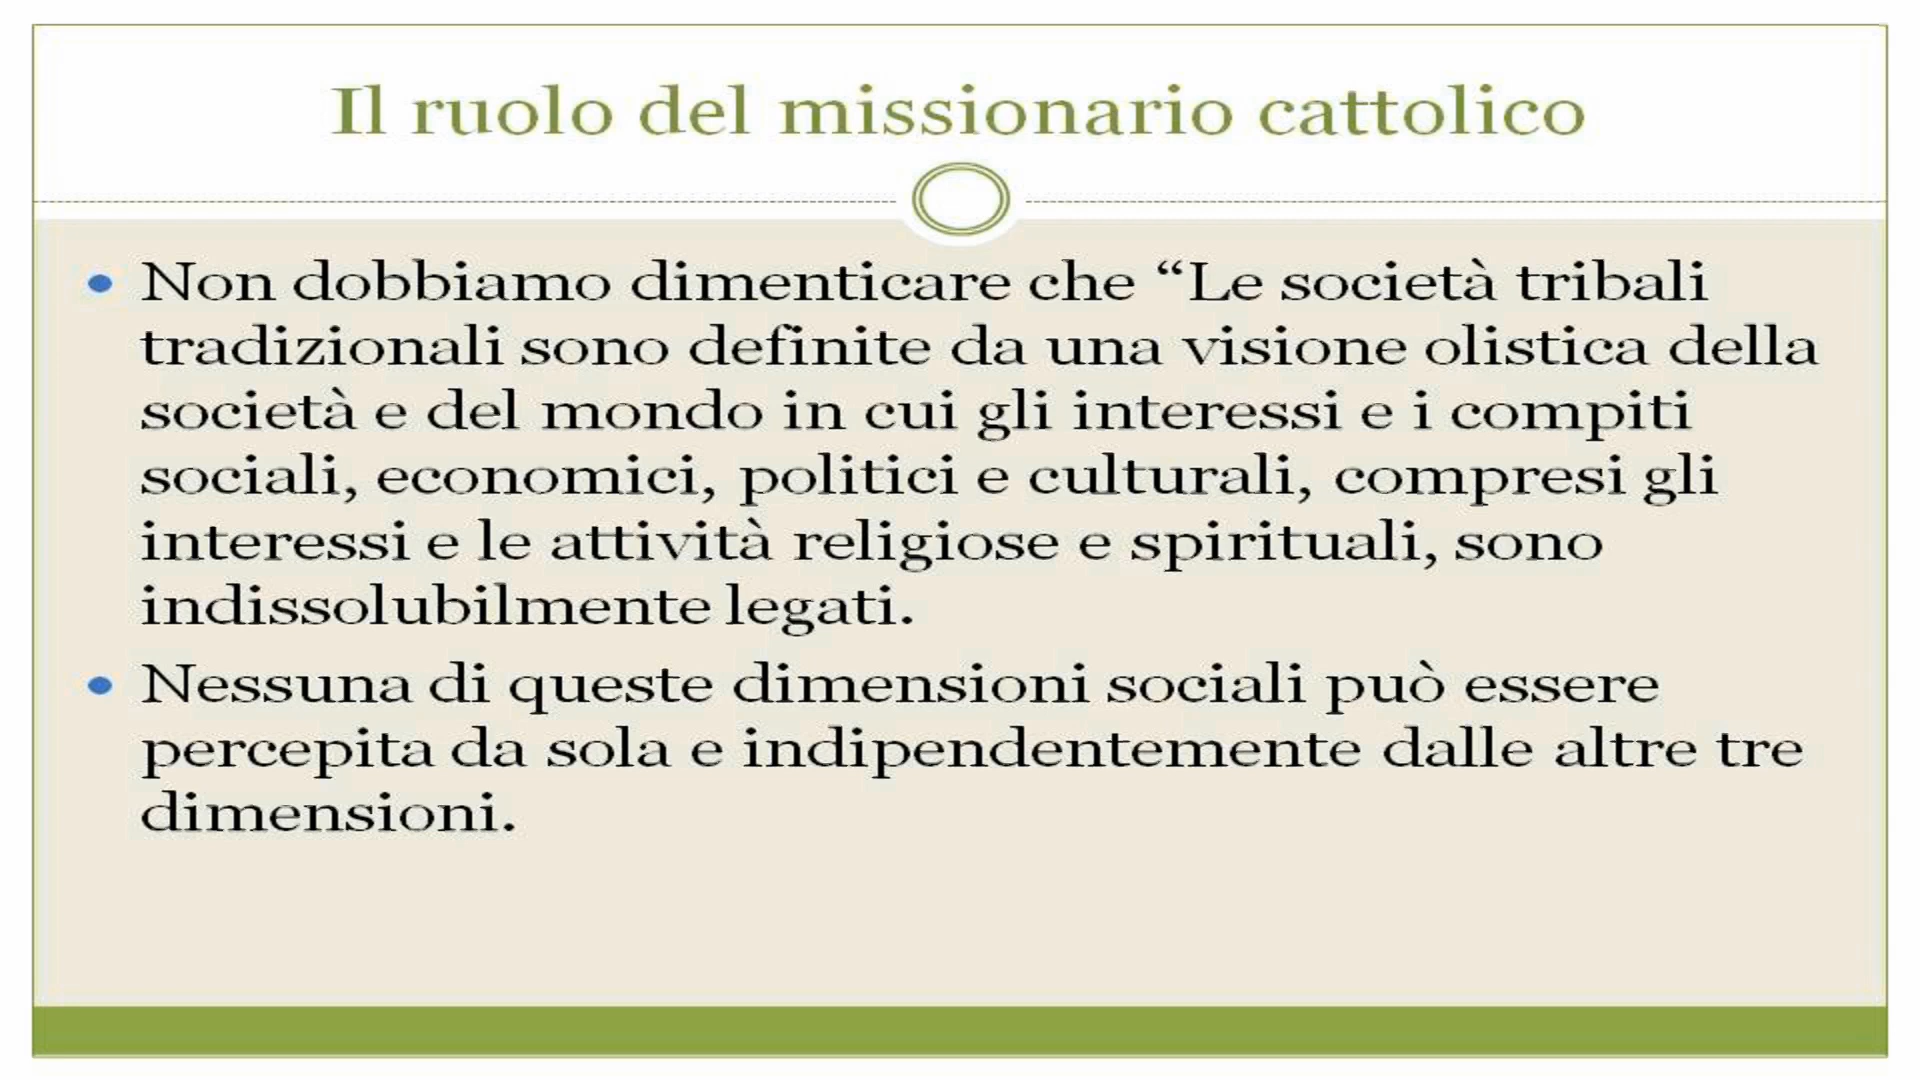 Il ruolo del missionario cattolico
• Non dobbiamo dimenticare che “Le società tribali
tradizionali sono definite da una visione olistica della
società e del mondo in cui gli interessi e i compiti
sociali, economici, politici e culturali, compresi gli
interessi e le attività religiose e spirituali, sono
indissolubilmente legati.
• Nessuna di queste dimensioni sociali può essere
percepita da sola e indipendentemente dalle altre tre
dimensioni.